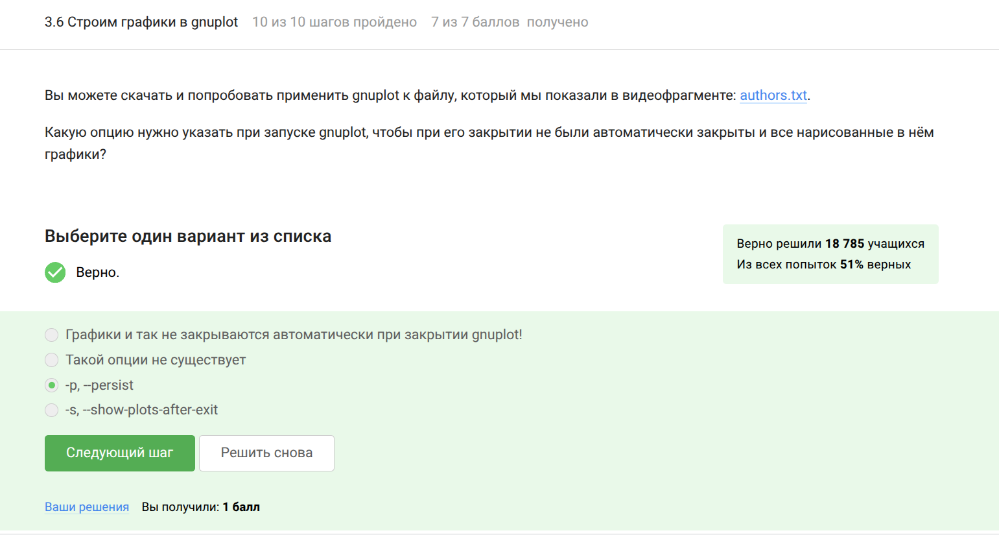 3.6 Строим графики в gnuplot 10 из 10 шагов пройдено 7 из 7 баллов получено
Вы можете скачать и попробовать применить gnuplot к файлу, который мы показали в видеофрагменте: authors.txt.
Какую опцию нужно указать при запуске gnuplot, чтобы при его закрытии не были автоматически закрыты и все нарисованные в нём
графики?
Выберите один вариант из списка
Верно.
Верно решили 18 785 учащихся
Из всех попыток 51% верных
Графики и так не закрываются автоматически при закрытии gnuplot!
Такой опции не существует
-p, --persist
-s, --show-plots-after-exit
Следующий шаг Решить снова
Ваши решения Вы получили: 1 балл